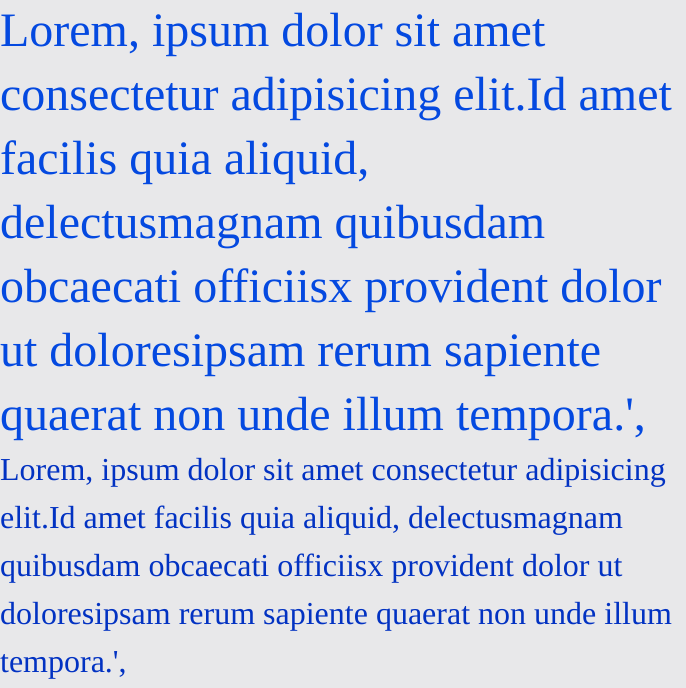 Lorem, ipsum dolor sit amet
consectetur adipisicing elit.Id amet
facilis quia aliquid,
delectusmagnam quibusdam
obcaecati officiisx provident dolor
ut doloresipsam rerum sapiente
quaerat non unde illum tempora.',
Lorem, ipsum dolor sit amet consectetur adipisicing
elit.Id amet facilis quia aliquid, delectusmagnam
quibusdam obcaecati officiisx provident dolor ut
doloresipsam rerum sapiente quaerat non unde illum
tempora.',